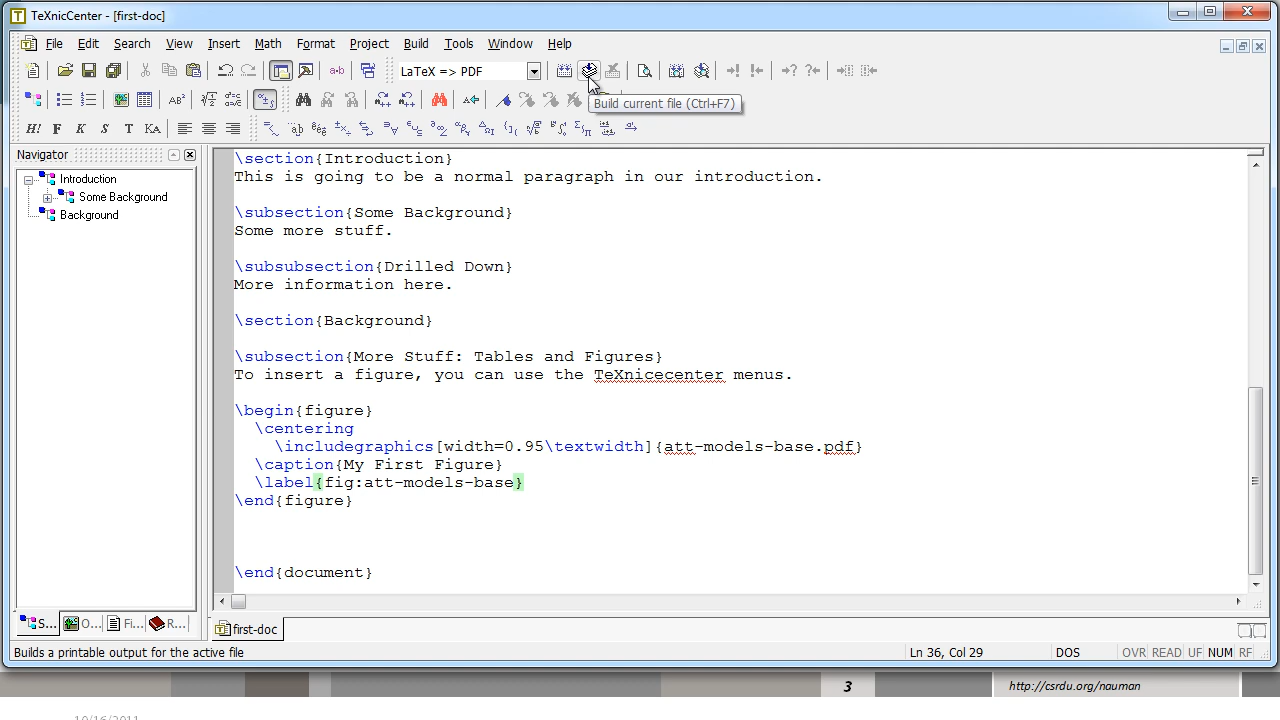 TeXnicCenter - [first-doc]
File Edit Search View Insert Math Format Project Build Tools Window Help
LaTeX => PDF
Build current file (Ctrl+F7)
Navigator
Introduction
Some Background
Background
\section{Introduction}
This is going to be a normal paragraph in our introduction.
\subsection{Some Background}
Some more stuff.
\subsubsection{Drilled Down}
More information here.
\section{Background}
\subsection{More Stuff: Tables and Figures}
To insert a figure, you can use the TeXnicecenter menus.
\begin{figure}
\centering
\includegraphics[width=0.95\textwidth]{att-models-base.pdf}
\caption{My First Figure}
\label{fig:att-models-base}
\end{figure}
\end{document}
S... O... Fi... R...
first-doc
Builds a printable output for the active file
Ln 36, Col 29 DOS OVR READ UF NUM RF
3
http://csrdu.org/nauman
10/16/2011